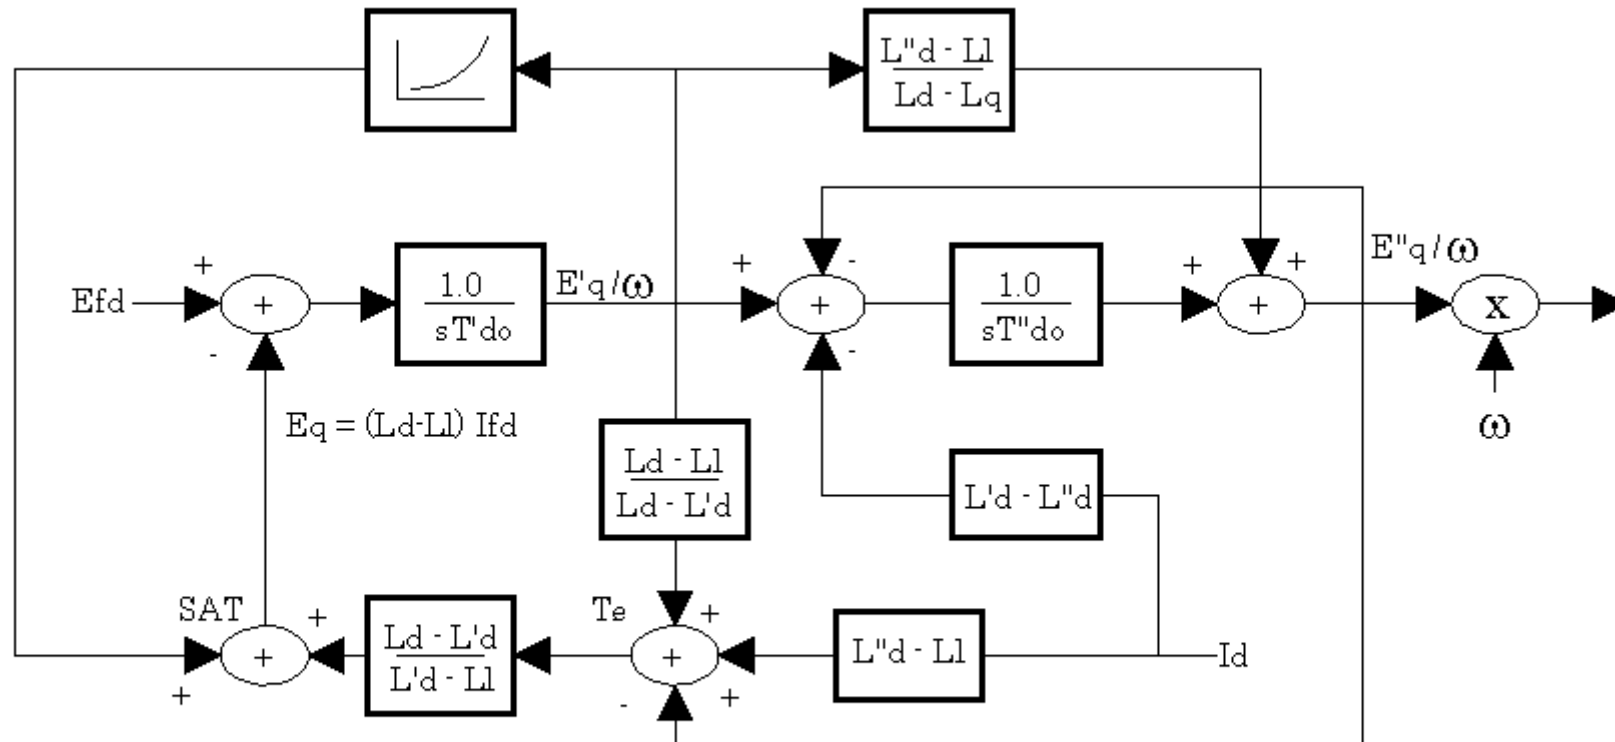 L"d - Ll
Ld - Lq
E"q/ω
+
-
+
+
+
Efd
+
1.0
sT'do
E'q/ω
+
1.0
sT"do
+
x
-
-
ω
Eq = (Ld-Ll) Ifd
Ld - Ll
Ld - L'd
L'd - L"d
SAT
+
Te
+
+
Ld - L'd
L'd - Ll
+
L"d - Ll
Id
+
-
+